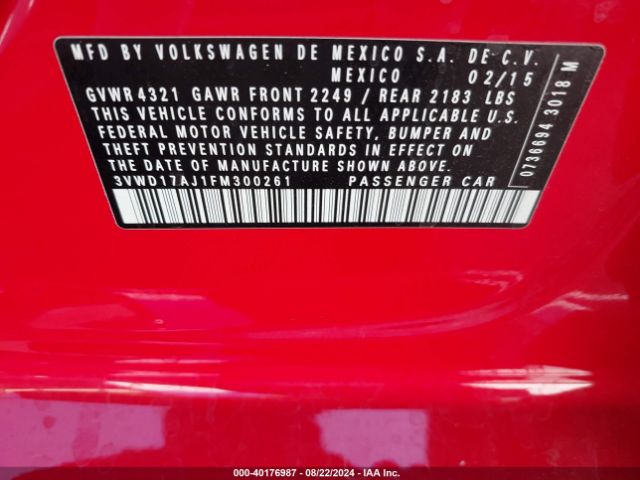 MFD BY VOLKSWAGEN DE MEXICO S.A. DE C.V.
MEXICO 02/15
GVWR 4321 GAWR FRONT 2249 / REAR 2183 LBS
THIS VEHICLE CONFORMS TO ALL APPLICABLE U.S.
FEDERAL MOTOR VEHICLE SAFETY, BUMPER AND
THEFT PREVENTION STANDARDS IN EFFECT ON THE
DATE OF MANUFACTURE SHOWN ABOVE.
3VWD17AJ1FM300261 PASSENGER CAR
0736694 3018 M
000-40176987 - 08/22/2024 - IAA Inc.